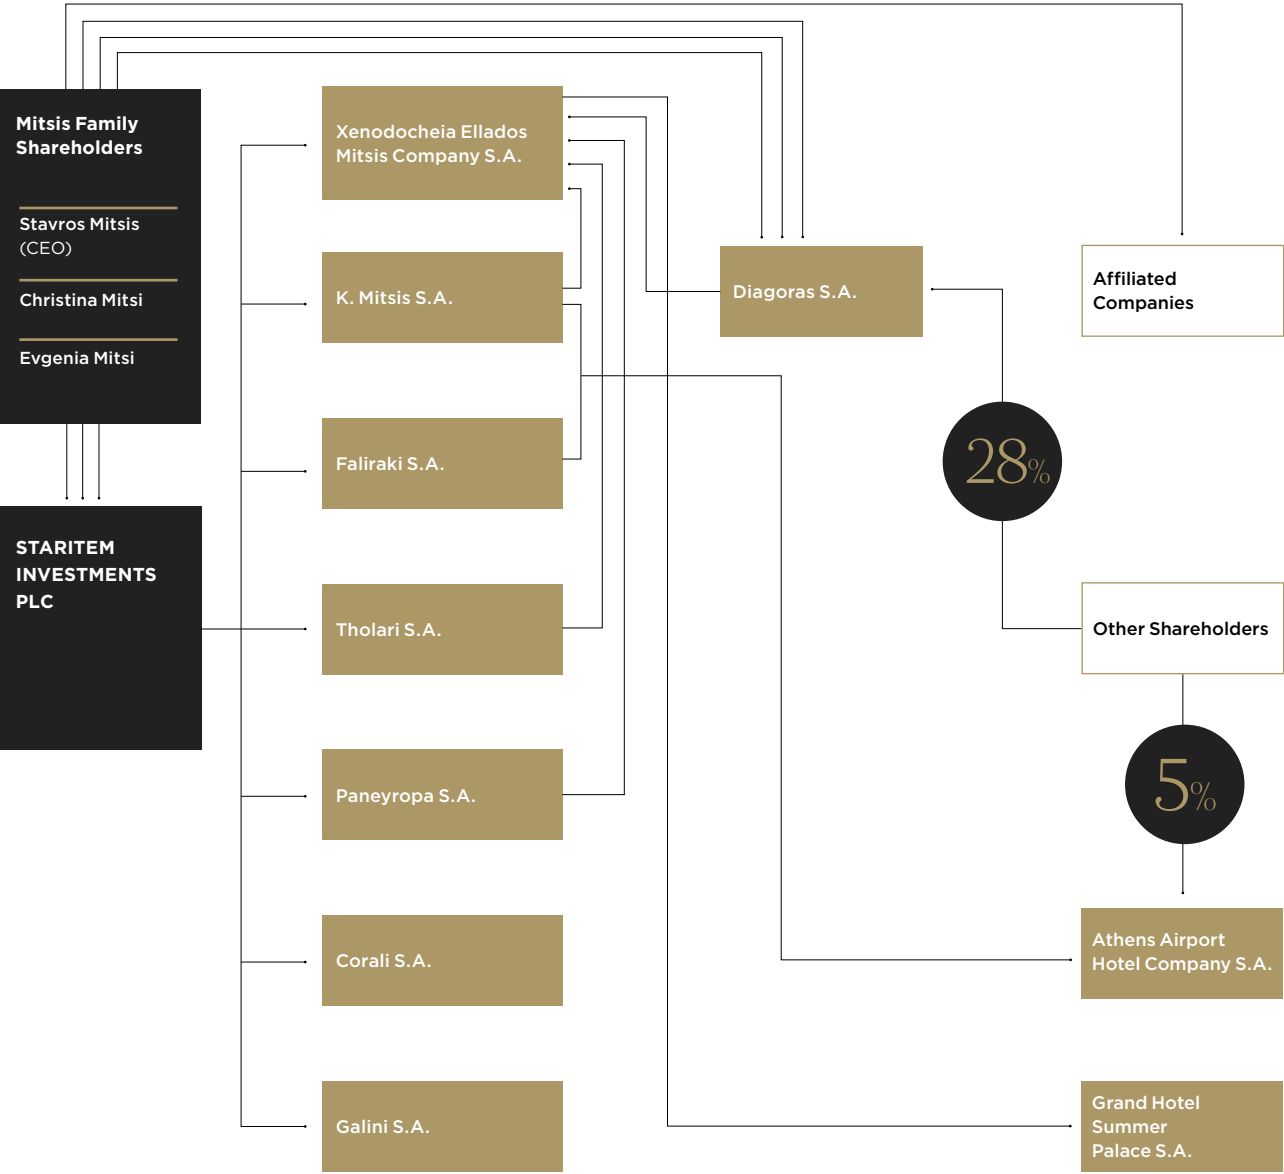 Mitsis Family
Shareholders
Stavros Mitsis
(CEO)
Christina Mitsi
Evgenia Mitsi
STARITEM
INVESTMENTS
PLC
Xenodocheia Ellados
Mitsis Company S.A.
K. Mitsis S.A.
Faliraki S.A.
Tholari S.A.
Paneyropa S.A.
Corali S.A.
Galini S.A.
Diagoras S.A.
Affiliated
Companies
28%
Other Shareholders
5%
Athens Airport
Hotel Company S.A.
Grand Hotel
Summer
Palace S.A.